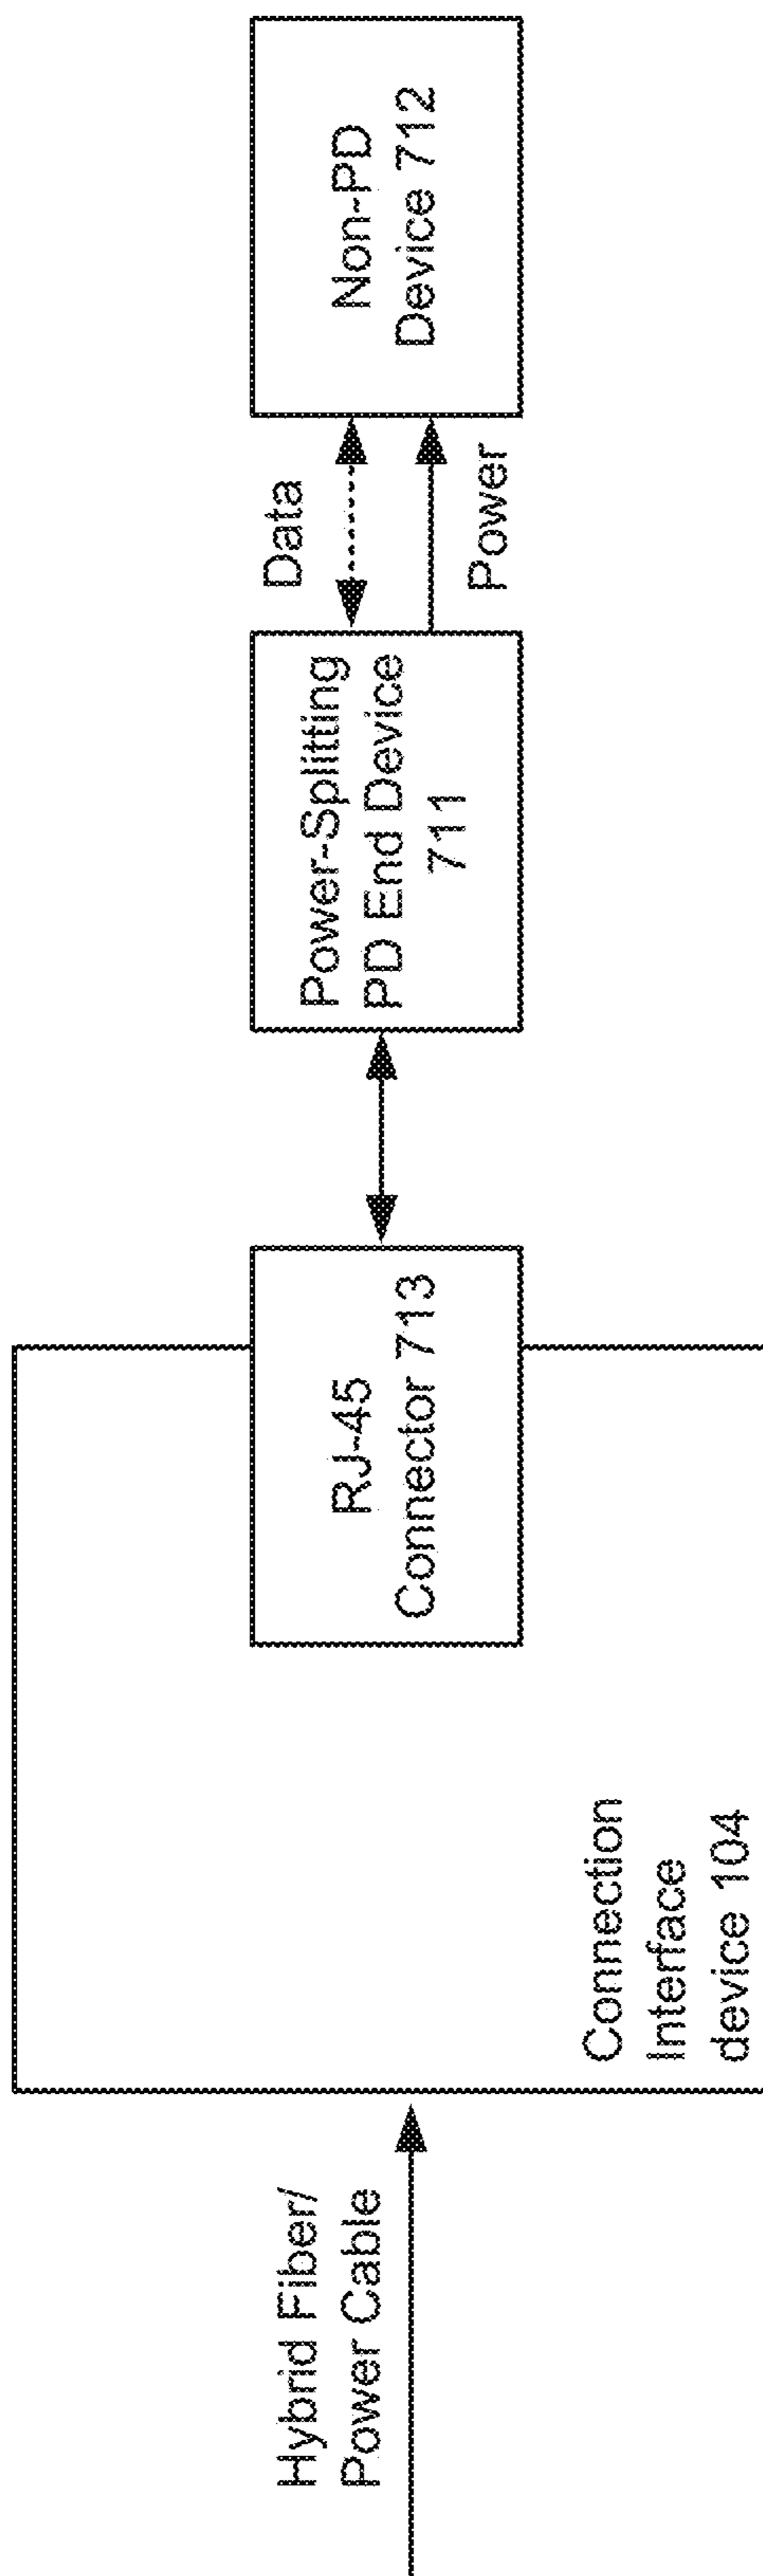 Hybrid Fiber/
Power Cable
Connection
Interface
device 104
RJ-45
Connector 713
Power-Splitting
PD End Device
711
Data
Power
Non-PD
Device 712